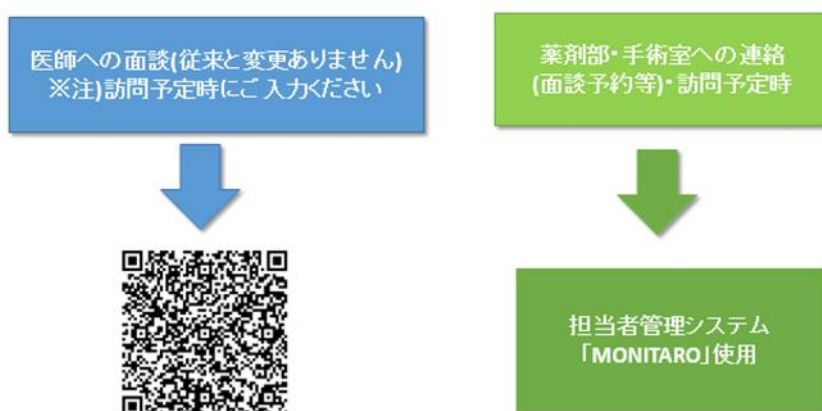 医師への面談(従来と変更ありません)
※注)訪問予定時にご入力ください
薬剤部・手術室への連絡
(面談予約等)・訪問予定時
担当者管理システム
「MONITARO」使用